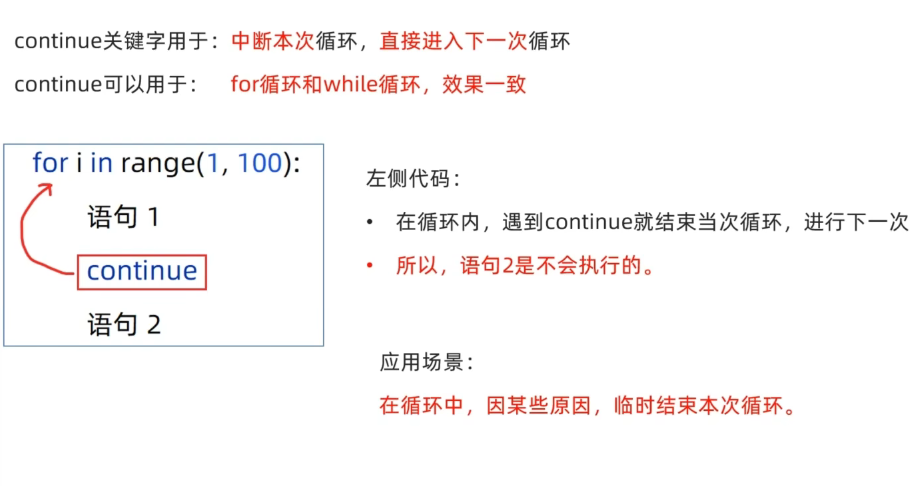 continue关键字用于：中断本次循环，直接进入下一次循环
continue可以用于： for循环和while循环，效果一致
for i in range(1, 100):
语句 1
continue
语句 2
左侧代码：
• 在循环内，遇到continue就结束当次循环，进行下一次
• 所以，语句2是不会执行的。
应用场景：
在循环中，因某些原因，临时结束本次循环。